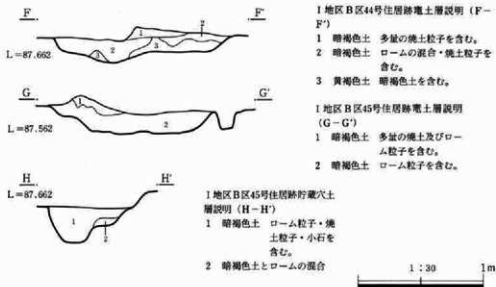 F F′
L=87.662
1 2 2 3 3
G G′
L=87.562
1 2
H H′
L=87.662
1 2
I地区B区44号住居跡竃土層説明（F－
F′）
1 暗褐色土 多量の焼土粒子を含む。
2 暗褐色土 ロームの混合・焼土粒子を
含む。
3 黄褐色土 暗褐色土を含む。
I地区B区45号住居跡竃土層説明
（G－G′）
1 暗褐色土 多量の焼土及びロー
ム粒子を含む。
2 暗褐色土 ローム粒子を含む。
I地区B区45号住居跡貯蔵穴土
層説明（H－H′）
1 暗褐色土 ローム粒子・焼
土粒子・小石を
含む。
2 暗褐色土とロームの混合
1：30 1m